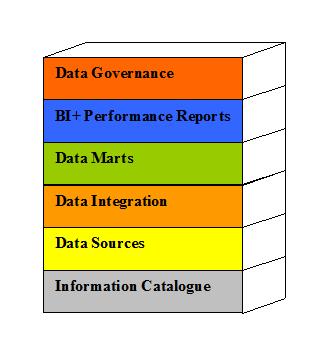 Data Governance
BI+ Performance Reports
Data Marts
Data Integration
Data Sources
Information Catalogue